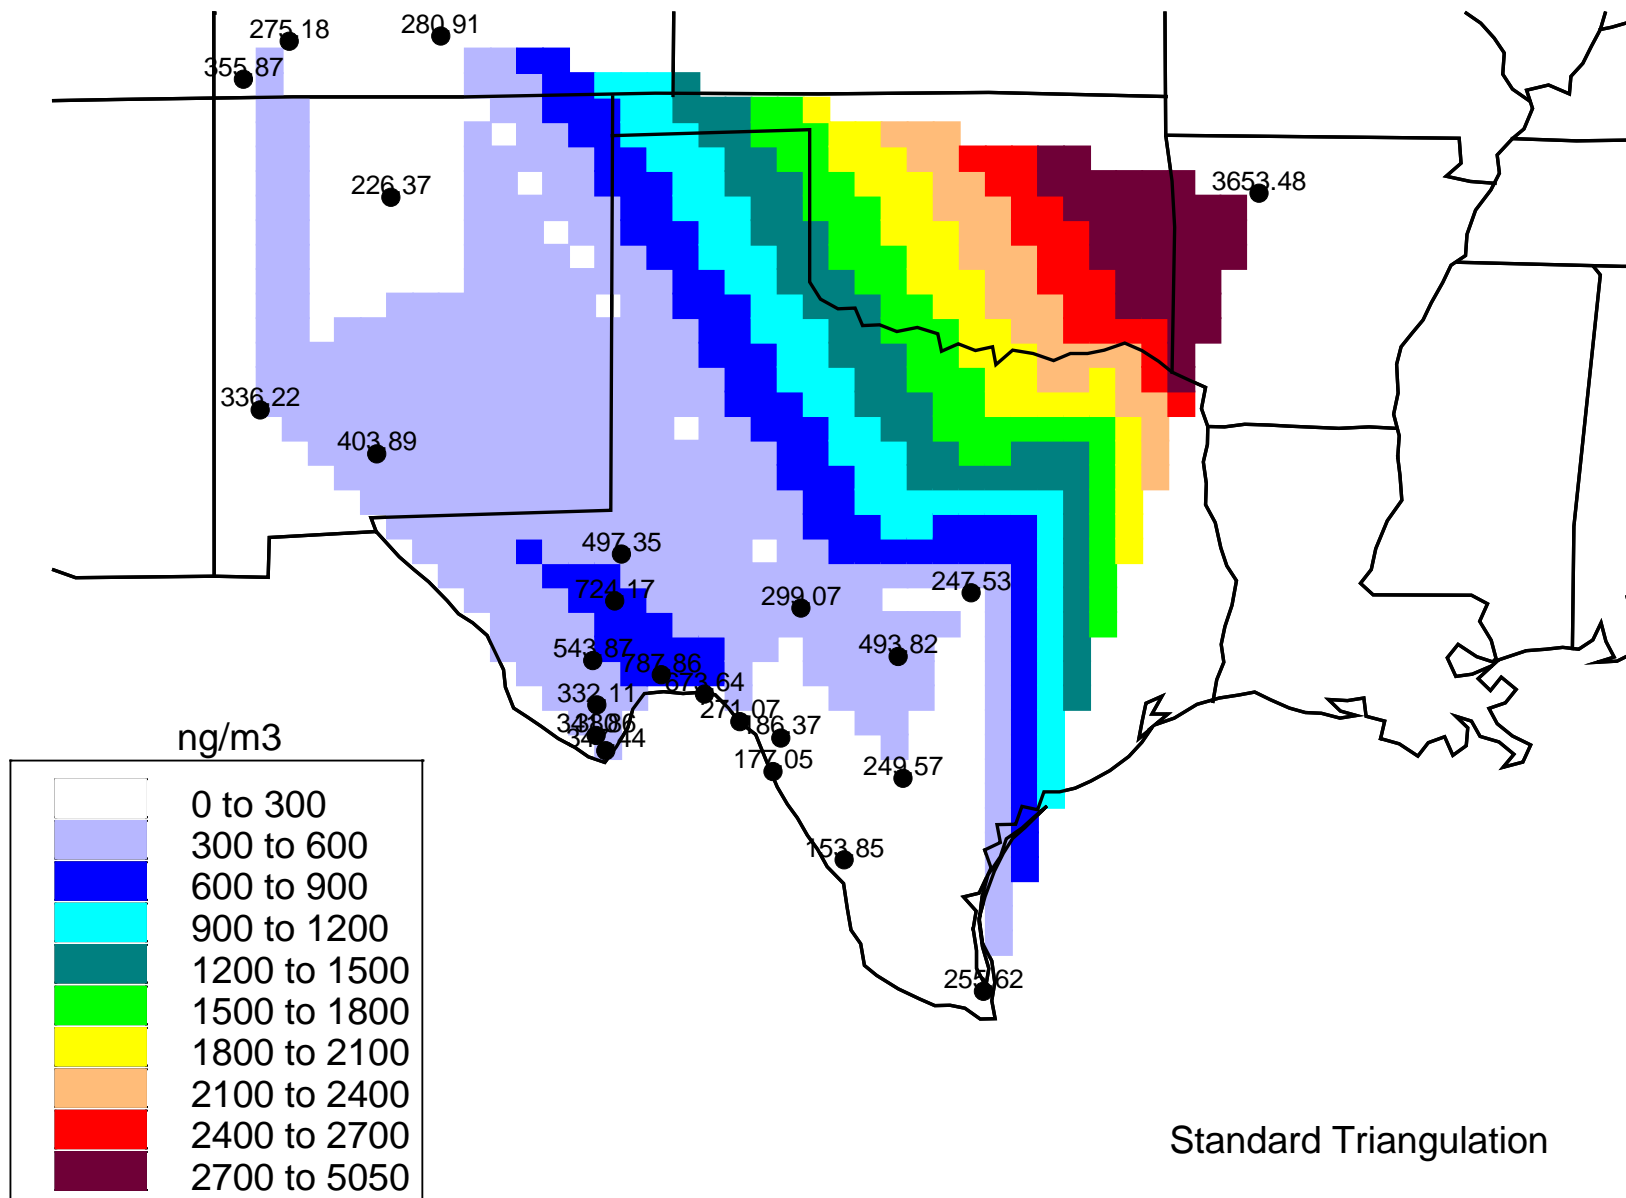 275.18
280.91
355.87
226.37
3653.48
336.22
403.89
497.35
724.17
299.07
247.53
543.87
493.82
787.86
673.64
332.11
271.07
186.37
177.05
249.57
153.85
255.62
ng/m3
0 to 300
300 to 600
600 to 900
900 to 1200
1200 to 1500
1500 to 1800
1800 to 2100
2100 to 2400
2400 to 2700
2700 to 5050
Standard Triangulation